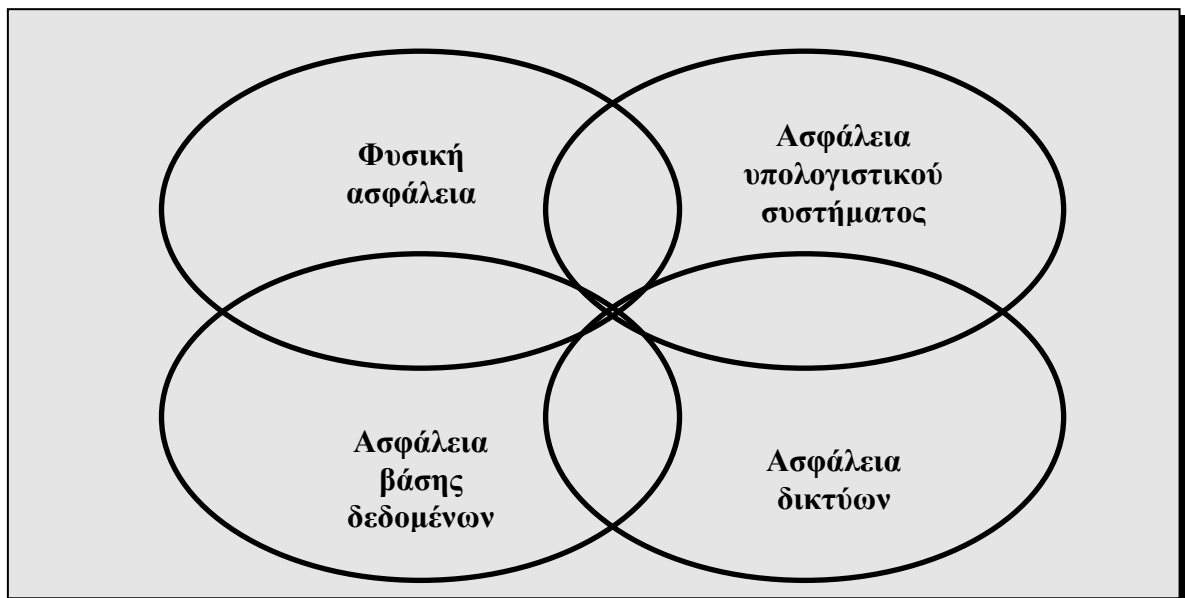 Φυσική
ασφάλεια
Ασφάλεια
υπολογιστικού
συστήματος
Ασφάλεια
βάσης
δεδομένων
Ασφάλεια
δικτύων